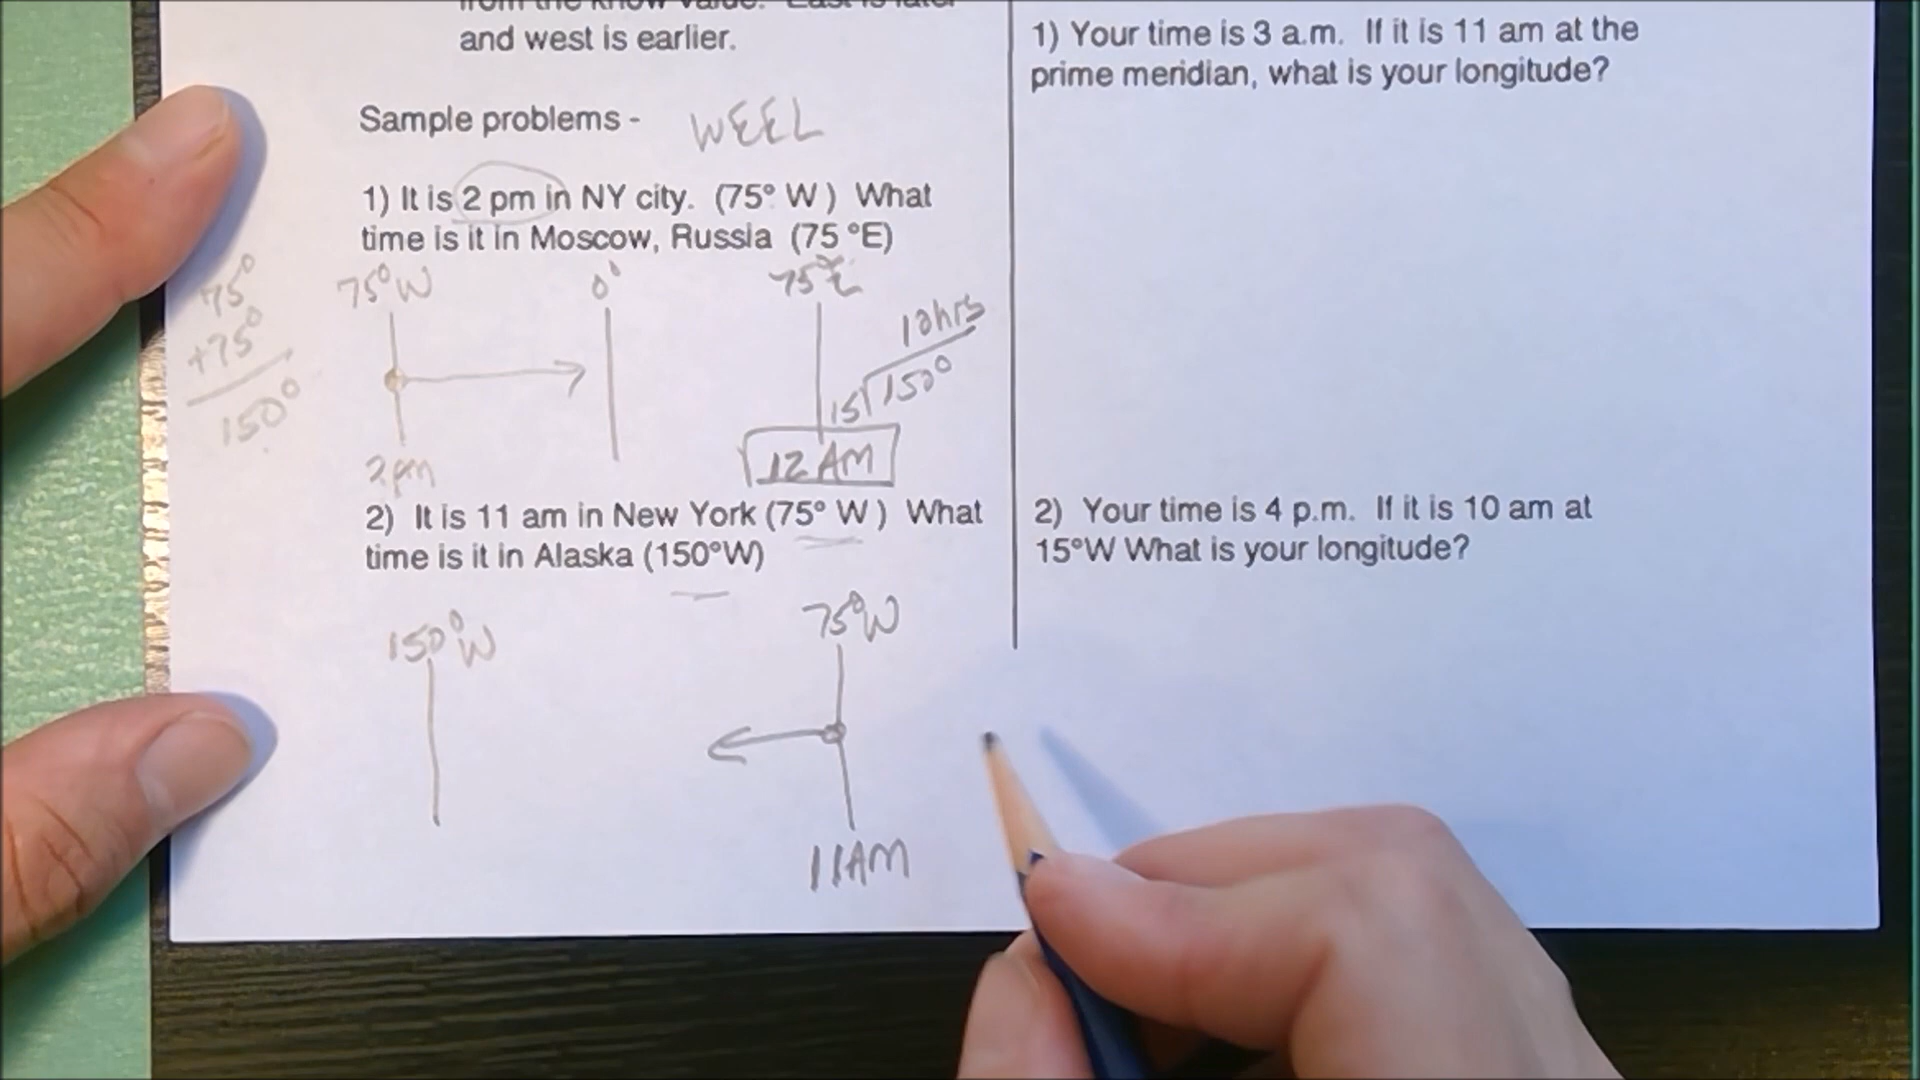 and west is earlier.
Sample problems - WEEL
1) It is 2 pm in NY city. (75° W ) What
time is it in Moscow, Russia (75 °E)
75°
+75°
150°
75°W
0°
75°E
10hrs
15 150°
2pm
12 AM
2) It is 11 am in New York (75° W ) What
time is it in Alaska (150°W)
150°W
75°W
11AM
1) Your time is 3 a.m. If it is 11 am at the
prime meridian, what is your longitude?
2) Your time is 4 p.m. If it is 10 am at
15°W What is your longitude?